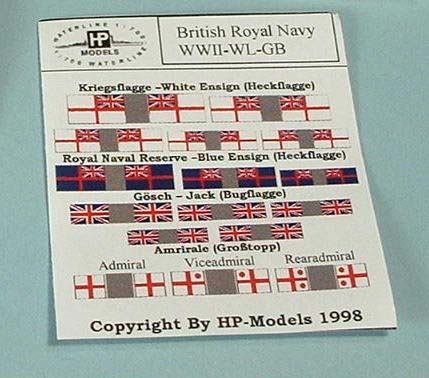 WATERLINE 1:700
HP
MODELS
1:700 WATERLINE
British Royal Navy
WWII-WL-GB
Kriegsflagge -White Ensign (Heckflagge)
Royal Naval Reserve -Blue Ensign (Heckflagge)
Gösch - Jack (Bugflagge)
Amrirale (Großtopp)
Admiral Viceadmiral Rearadmiral
Copyright By HP-Models 1998